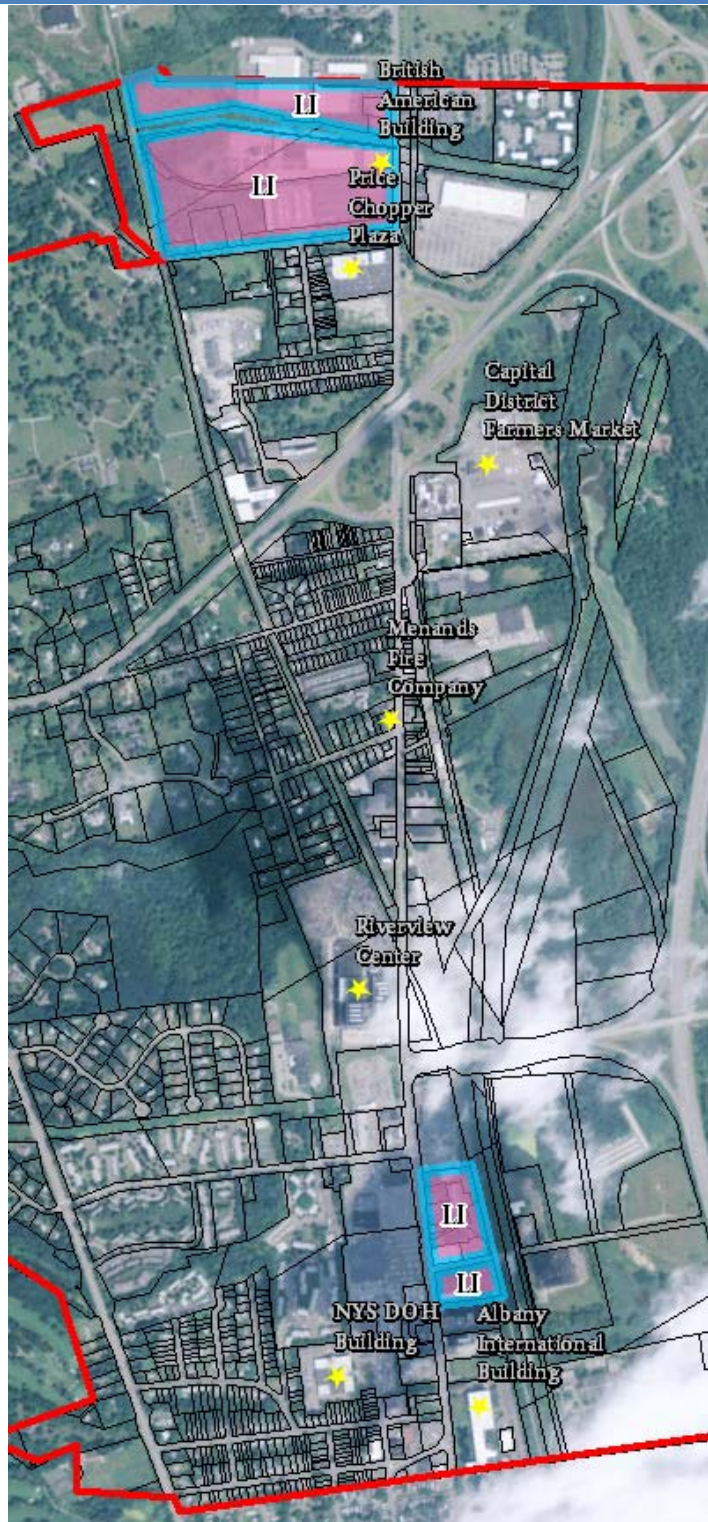 LI
British
American
Building
LI
Price
Chopper
Plaza
Capital
District
Farmers Market
Menands
Fire
Company
Riverview
Center
LI
LI
NYS DOH
Building
Albany
International
Building